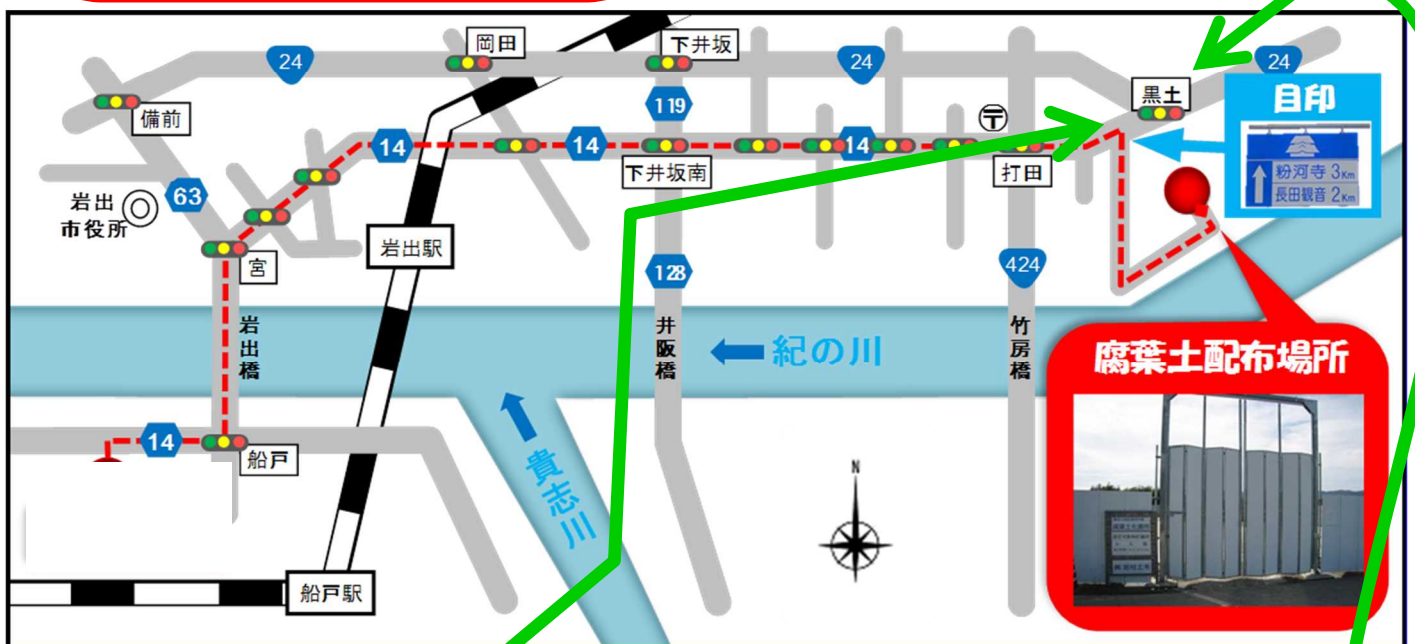 24
岡田
下井坂
24
24
備前
119
黒土
目印
粉河寺 3Km
長田観音 2Km
〒
14
14
14
下井坂南
打田
63
岩出
市役所
宮
岩出駅
128
424
岩出橋
井阪橋
竹房橋
紀の川
腐葉土配布場所
14
船戸
貴志川
N
船戸駅